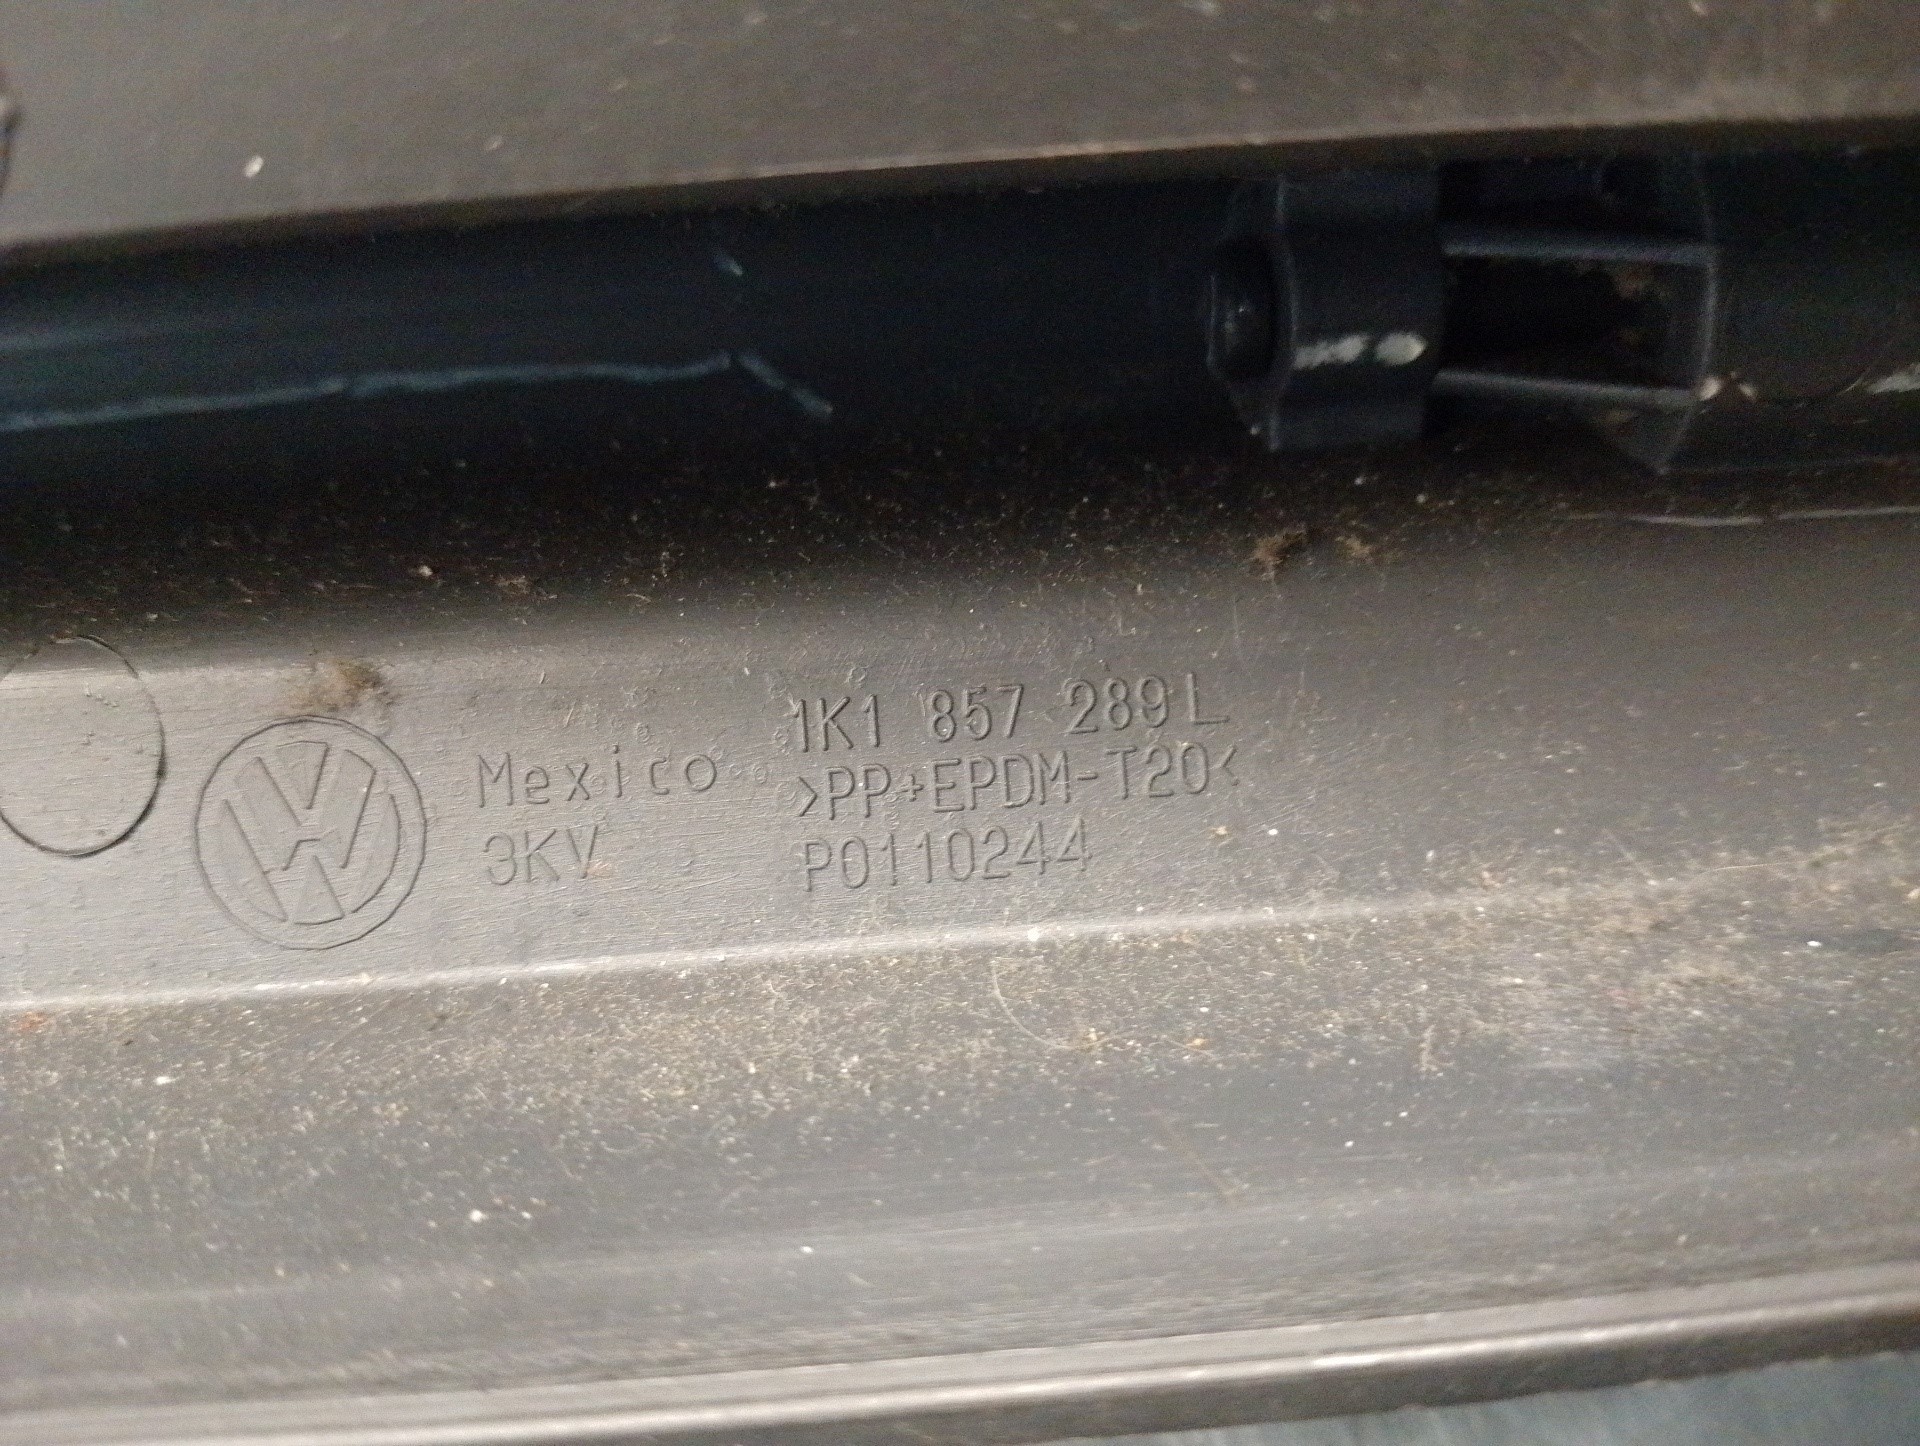 1K1 857 289 L
Mexico >PP+EPDM-T20<
3KV P0110244